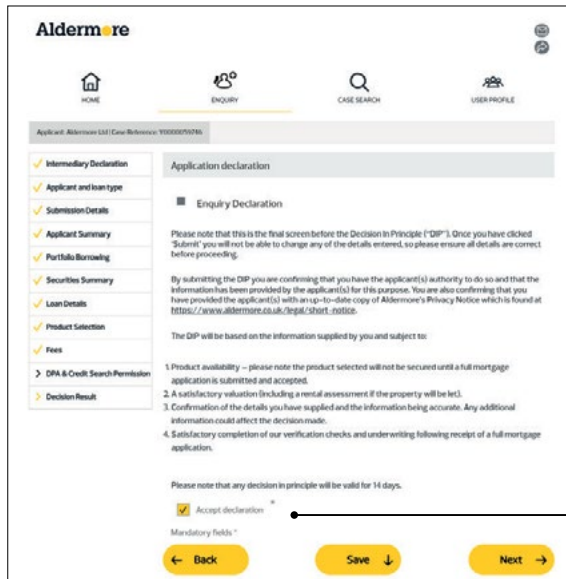 Aldermore
HOME
ENQUIRY
CASE SEARCH
USER PROFILE
Applicant: Aldermore Ltd | Case Reference:
Intermediary Declaration
Applicant and loan type
Submission Details
Applicant Summary
Portfolio Borrowing
Securities Summary
Loan Details
Product Selection
Fees
DPA & Credit Search Permission
Decision Result
Application declaration
Enquiry Declaration
Please note that this is the final screen before the Decision In Principle ("DIP"). Once you have clicked
'Submit' you will not be able to change any of the details entered, so please ensure all details are correct
before proceeding.
By submitting the DIP you are confirming that you have the applicant(s) authority to do so and that the
information has been provided by the applicant(s) for this purpose. You are also confirming that you
have provided the applicant(s) with an up-to-date copy of Aldermore's Privacy Notice which is found at
https://www.aldermore.co.uk/legal/short-notice.
The DIP will be based on the information supplied by you and subject to:
1. Product availability – please note the product selected will not be secured until a full mortgage
application is submitted and accepted.
2. A satisfactory valuation (including a rental assessment if the property will be let).
3. Confirmation of the details you have supplied and the information being accurate. Any additional
information could affect the decision made.
4. Satisfactory completion of our verification checks and underwriting following receipt of a full mortgage
application.
Please note that any decision in principle will be valid for 14 days.
Accept declaration *
Mandatory fields *
Back
Save
Next